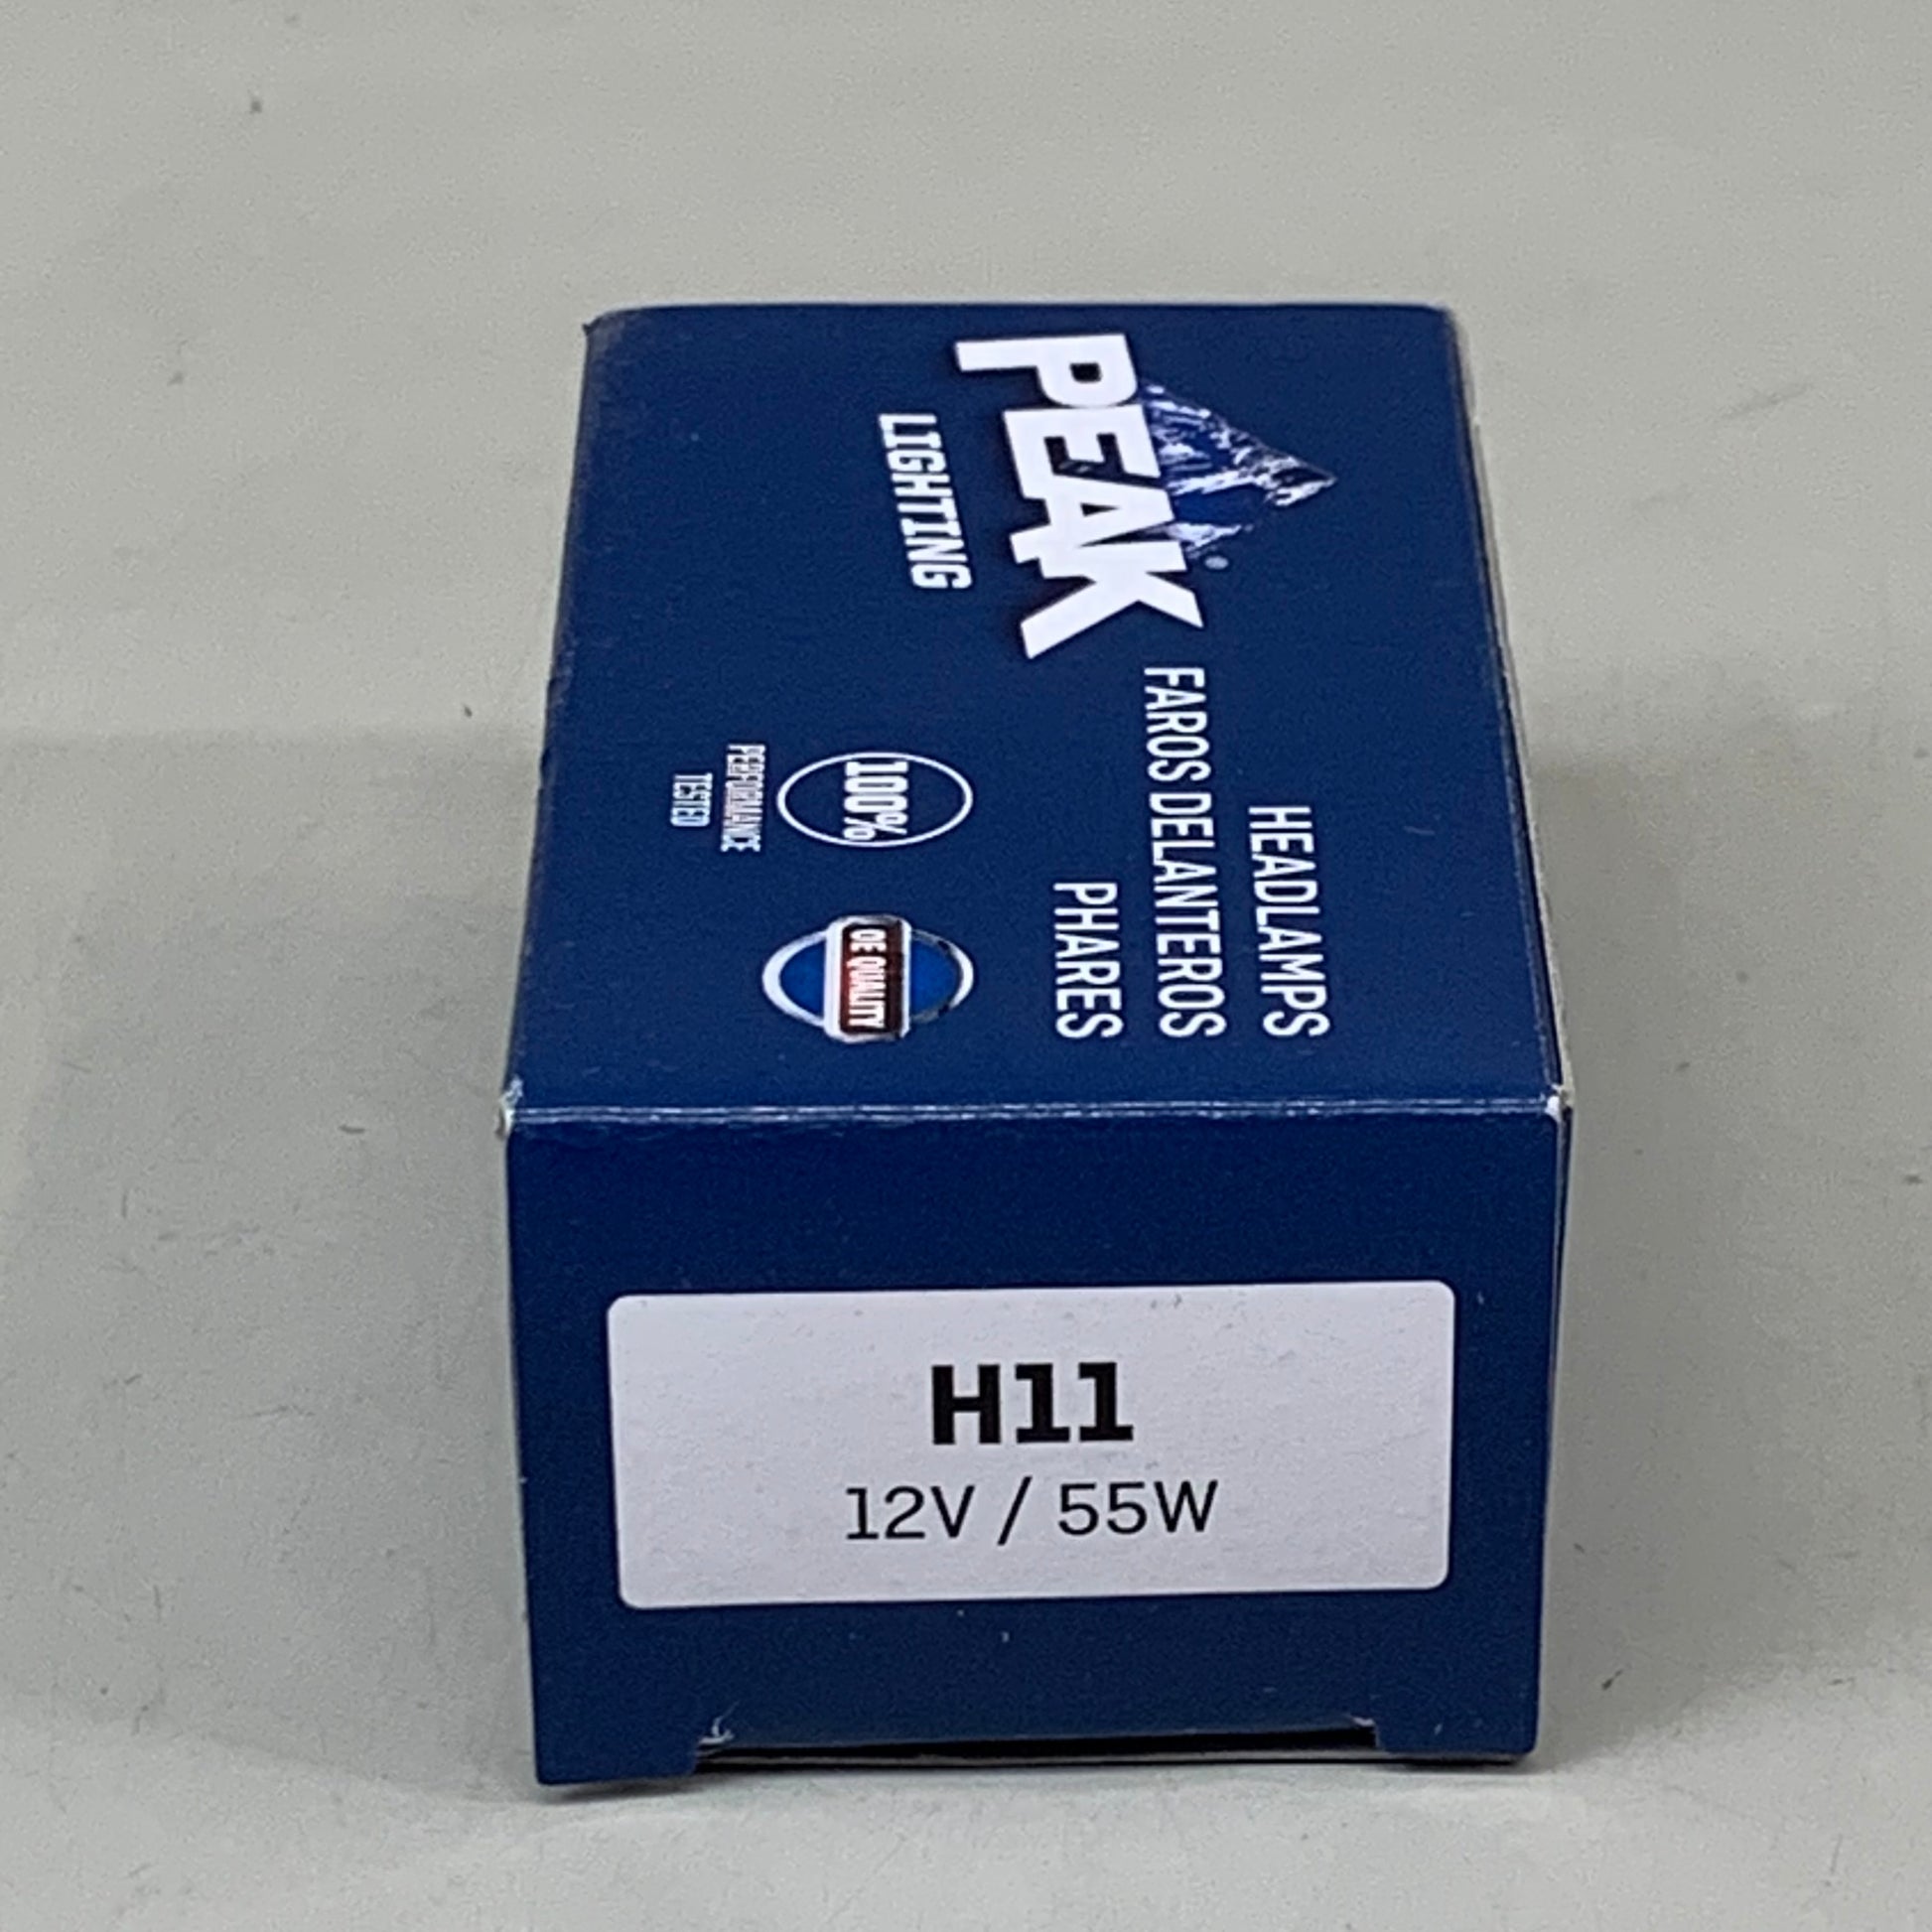 PEAK®
LIGHTING
HEADLAMPS
FAROS DELANTEROS
PHARES
100%
PERFORMANCE
TESTED
OE QUALITY
H11
12V / 55W